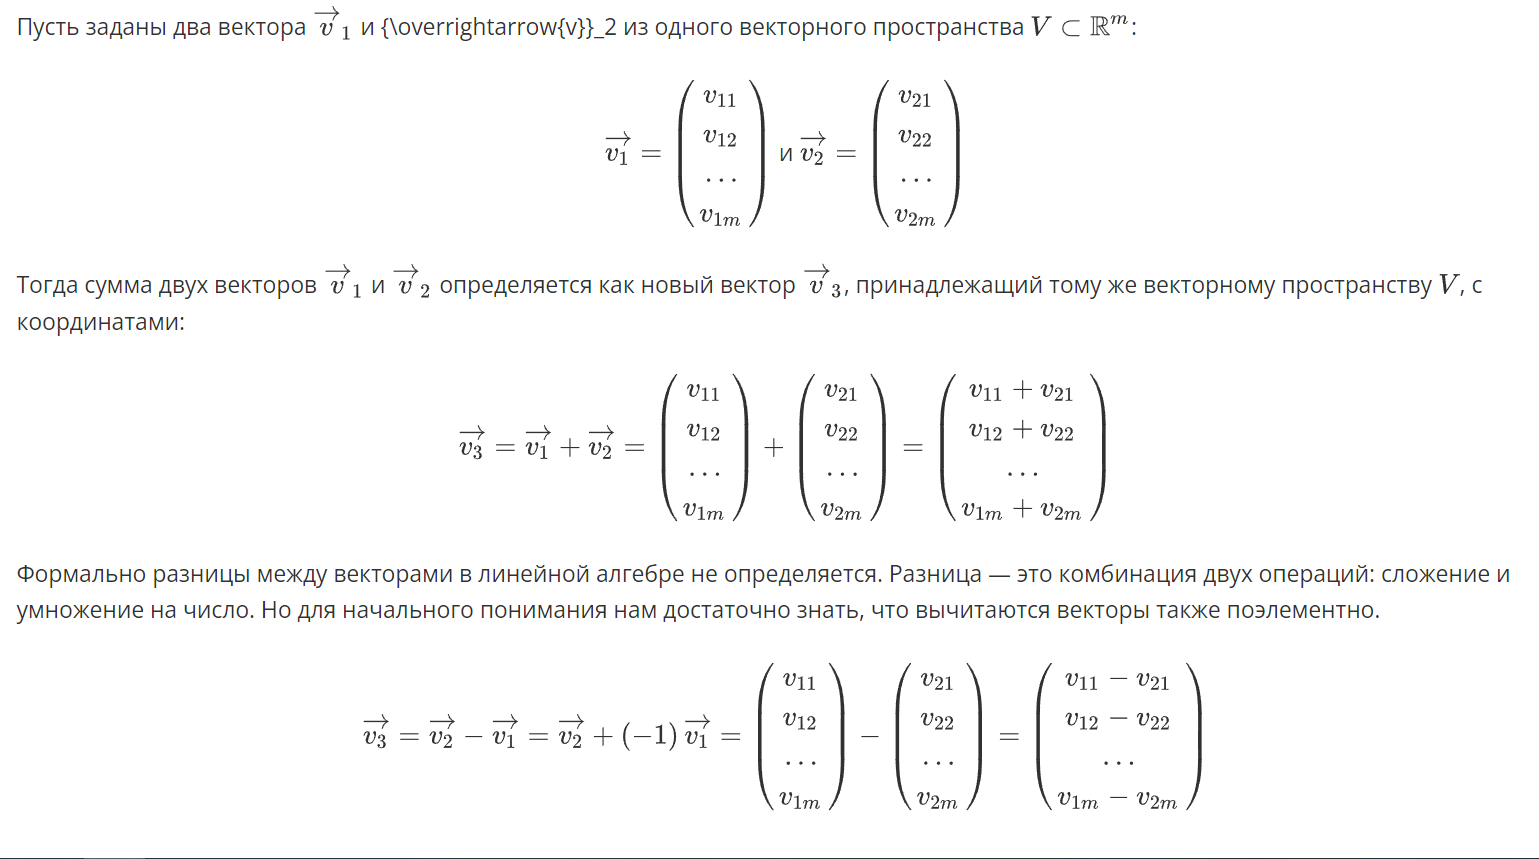 Пусть заданы два вектора $\overrightarrow{v}_1$ и {\overrightarrow{v}}_2 из одного векторного пространства $V \subset \mathbb{R}^m$:
$\overrightarrow{v_1} = \begin{pmatrix} v_{11} \\ v_{12} \\ \dots \\ v_{1m} \end{pmatrix}$ и $\overrightarrow{v_2} = \begin{pmatrix} v_{21} \\ v_{22} \\ \dots \\ v_{2m} \end{pmatrix}$
Тогда сумма двух векторов $\overrightarrow{v}_1$ и $\overrightarrow{v}_2$ определяется как новый вектор $\overrightarrow{v}_3$, принадлежащий тому же векторному пространству $V$, с
координатами:
$\overrightarrow{v_3} = \overrightarrow{v_1} + \overrightarrow{v_2} = \begin{pmatrix} v_{11} \\ v_{12} \\ \dots \\ v_{1m} \end{pmatrix} + \begin{pmatrix} v_{21} \\ v_{22} \\ \dots \\ v_{2m} \end{pmatrix} = \begin{pmatrix} v_{11} + v_{21} \\ v_{12} + v_{22} \\ \dots \\ v_{1m} + v_{2m} \end{pmatrix}$
Формально разницы между векторами в линейной алгебре не определяется. Разница — это комбинация двух операций: сложение и
умножение на число. Но для начального понимания нам достаточно знать, что вычитаются векторы также поэлементно.
$\overrightarrow{v_3} = \overrightarrow{v_2} - \overrightarrow{v_1} = \overrightarrow{v_2} + (-1)\overrightarrow{v_1} = \begin{pmatrix} v_{11} \\ v_{12} \\ \dots \\ v_{1m} \end{pmatrix} - \begin{pmatrix} v_{21} \\ v_{22} \\ \dots \\ v_{2m} \end{pmatrix} = \begin{pmatrix} v_{11} - v_{21} \\ v_{12} - v_{22} \\ \dots \\ v_{1m} - v_{2m} \end{pmatrix}$